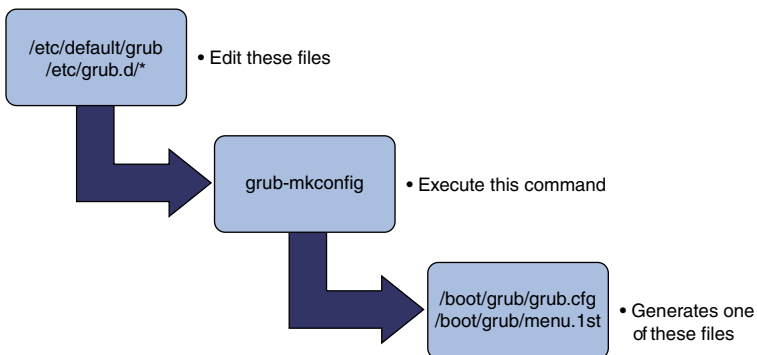 /etc/default/grub
/etc/grub.d/*
• Edit these files
grub-mkconfig
• Execute this command
/boot/grub/grub.cfg
/boot/grub/menu.1st
• Generates one
of these files